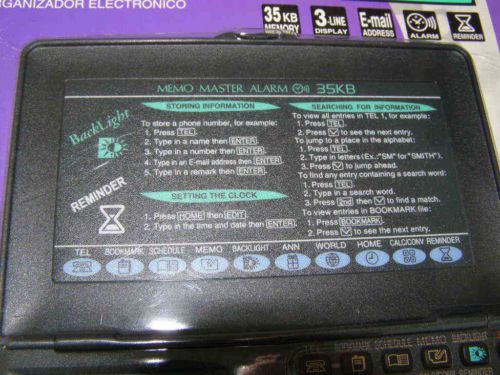 ORGANIZADOR ELECTRÓNICO
35 KB
MEMORY
3-LINE
DISPLAY
E-mail
ADDRESS
ALARM
REMINDER
MEMO MASTER ALARM 35KB
BackLight
REMINDER
STORING INFORMATION
To store a phone number, for example:
1. Press TEL.
2. Type in a name then ENTER.
3. Type in a number then ENTER.
4. Type in an E-mail address then ENTER.
5. Type in a remark then ENTER.
SETTING THE CLOCK
1. Press HOME then EDIT.
2. Type in the time and date then ENTER.
SEARCHING FOR INFORMATION
To view all entries in TEL 1, for example:
1. Press TEL.
2. Press to see the next entry.
To jump to a place in the alphabet:
1. Press TEL.
2. Type in letters (Ex.:"SM" for "SMITH").
3. Press to jump ahead.
To find any entry containing a search word:
1. Press TEL.
2. Type in a search word.
3. Press 2nd then to find a match.
To view entries in BOOKMARK file:
1. Press BOOKMARK.
2. Press to see the next entry.
TEL BOOKMARK SCHEDULE MEMO BACKLIGHT ANN WORLD HOME CALC/CONV REMINDER
BOOKMARK SCHEDULE MEMO BACKLIGHT
REMINDER